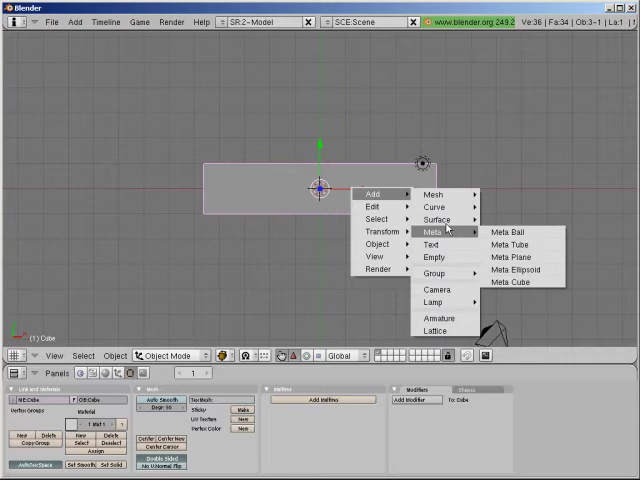 Blender
File Add Timeline Game Render Help SR:2-Model X SCE:Scene X www.blender.org 249.2 Ve:36 | Fa:34 | Ob:3-1 | La:1
Add
Edit
Select
Transform
Object
View
Render
Mesh
Curve
Surface
Meta
Text
Empty
Group
Camera
Lamp
Armature
Lattice
Meta Ball
Meta Tube
Meta Plane
Meta Ellipsoid
Meta Cube
(1) Cube
View Select Object Object Mode Global
Panels 1
Link and Materials Mesh Multires Modifiers Shapes
ME:Cube F OB:Cube Auto Smooth TexMesh: Add Multires Add Modifier To: Cube
Vertex Groups Material Degr: 30 Sticky Make
1 Mat 1 ? UV Texture New
New Delete New Delete Vertex Color New
Copy Group Select Deselect Center Center New
Assign Center Cursor
Double Sided
AutoTexSpace Set Smooth Set Solid No V.Normal Flip